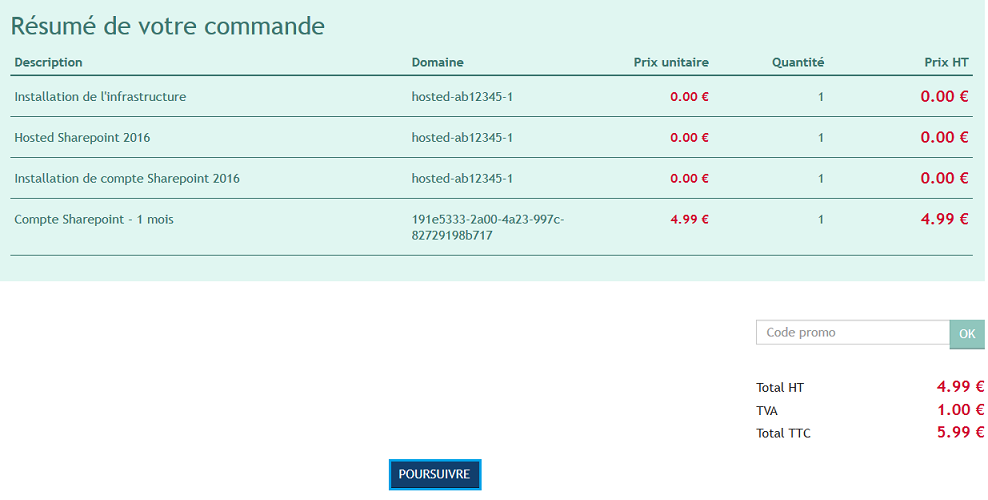 Résumé de votre commande
Description Domaine Prix unitaire Quantité Prix HT
Installation de l'infrastructure hosted-ab12345-1 0.00 € 1 0.00 €
Hosted Sharepoint 2016 hosted-ab12345-1 0.00 € 1 0.00 €
Installation de compte Sharepoint 2016 hosted-ab12345-1 0.00 € 1 0.00 €
Compte Sharepoint - 1 mois 191e5333-2a00-4a23-997c- 4.99 € 1 4.99 €
82729198b717
Code promo OK
Total HT 4.99 €
TVA 1.00 €
Total TTC 5.99 €
POURSUIVRE